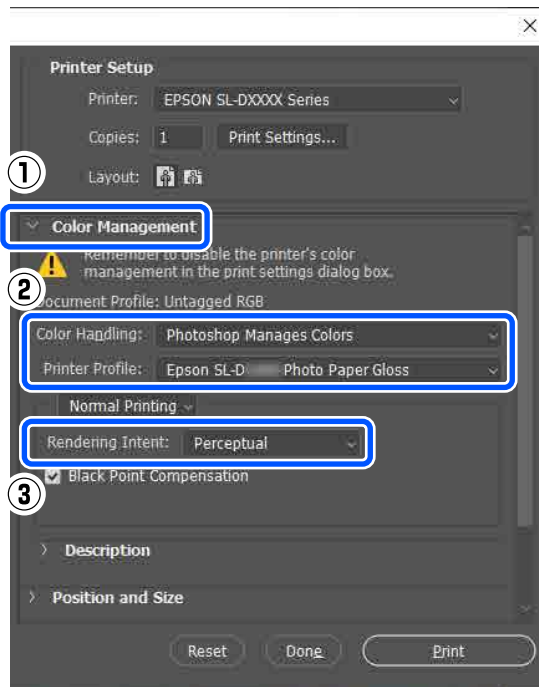 Printer Setup
Printer: EPSON SL-DXXXX Series
Copies: 1 Print Settings...
①
Layout:
Color Management
Remember to disable the printer's color
management in the print settings dialog box.
②
Document Profile: Untagged RGB
Color Handling: Photoshop Manages Colors
Printer Profile: Epson SL-D Photo Paper Gloss
Normal Printing
Rendering Intent: Perceptual
Black Point Compensation
③
Description
Position and Size
Reset Done Print